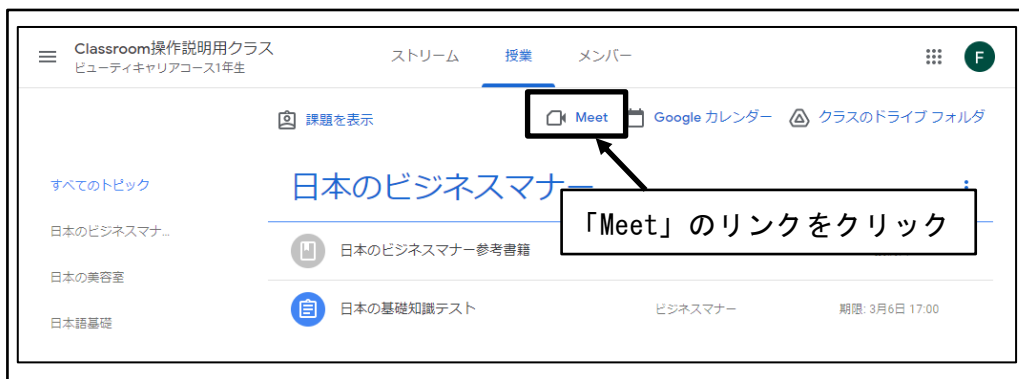 Classroom操作説明用クラス
ビューティキャリアコース1年生
ストリーム 授業 メンバー
F
課題を表示
Meet Google カレンダー クラスのドライブ フォルダ
すべてのトピック
日本のビジネスマナー
「Meet」のリンクをクリック
日本のビジネスマナ...
日本のビジネスマナー参考書籍
日本の美容室
日本の基礎知識テスト ビジネスマナー 期限: 3月6日 17:00
日本語基礎